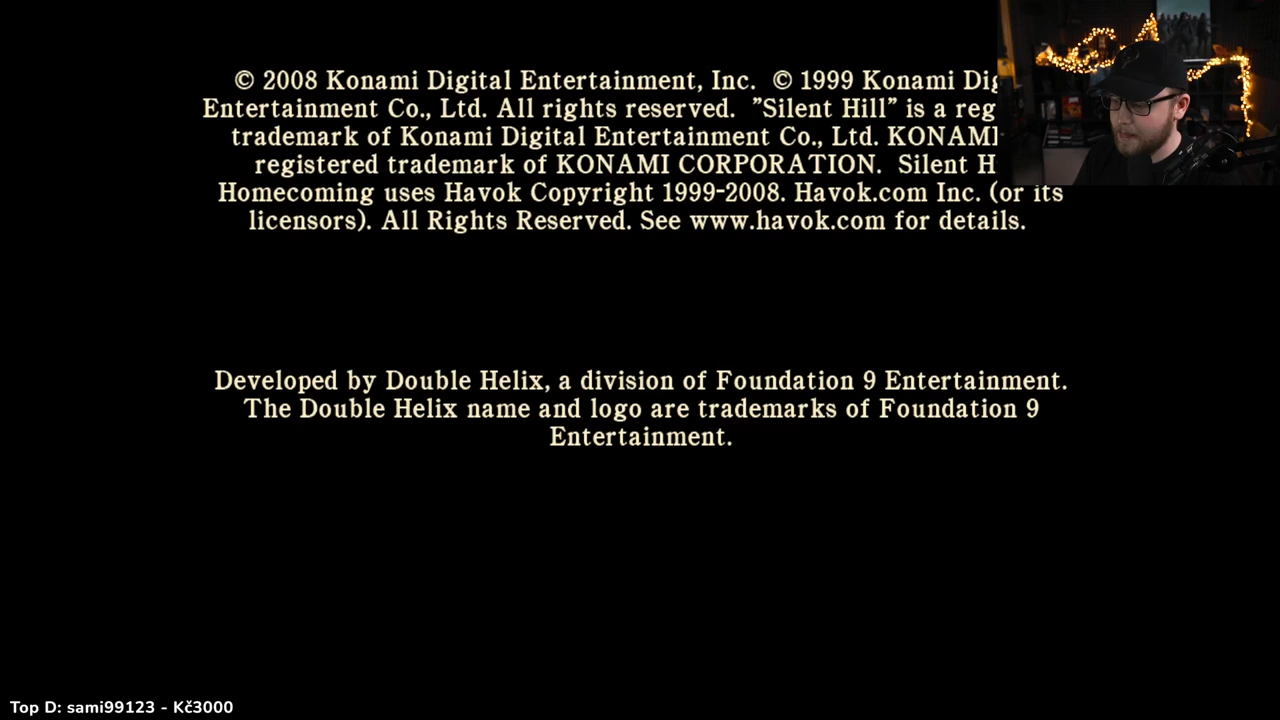 © 2008 Konami Digital Entertainment, Inc. © 1999 Konami
Entertainment Co., Ltd. All rights reserved. "Silent Hill" is a
trademark of Konami Digital Entertainment Co., Ltd. KONAMI
registered trademark of KONAMI CORPORATION. Silent
Homecoming uses Havok Copyright 1999-2008. Havok.com Inc. (or its
licensors). All Rights Reserved. See www.havok.com for details.
Developed by Double Helix, a division of Foundation 9 Entertainment.
The Double Helix name and logo are trademarks of Foundation 9
Entertainment.
Top D: sami99123 - Kč3000